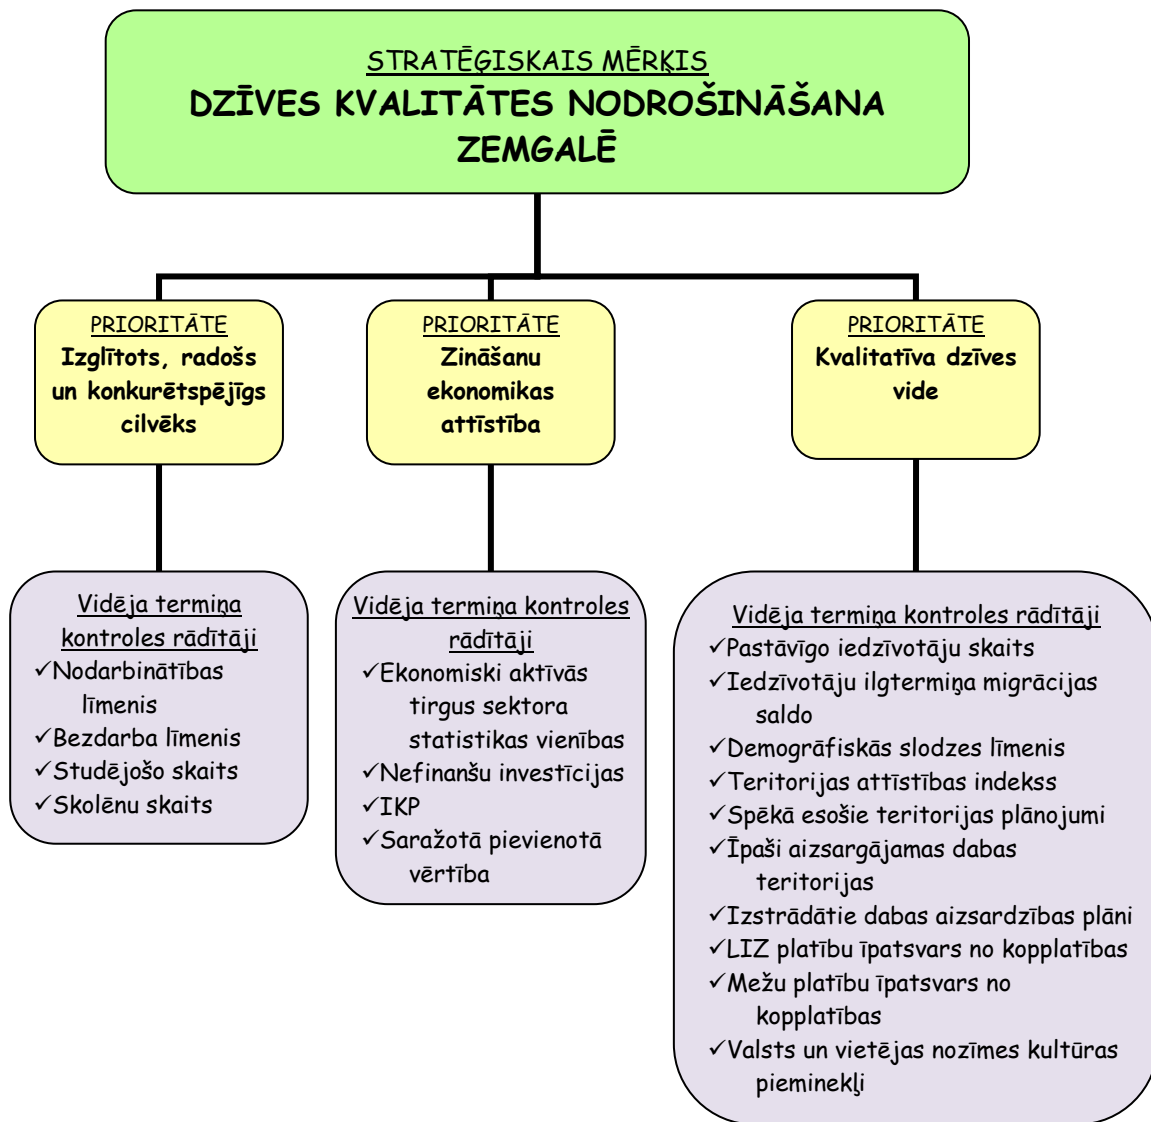 STRATĒĢISKAIS MĒRĶIS
DZĪVES KVALITĀTES NODROŠINĀŠANA
ZEMGALĒ
PRIORITĀTE
Izglītots, radošs
un konkurētspējīgs
cilvēks
PRIORITĀTE
Zināšanu
ekonomikas
attīstība
PRIORITĀTE
Kvalitatīva dzīves
vide
Vidēja termiņa
kontroles rādītāji
✓Nodarbinātības
līmenis
✓Bezdarba līmenis
✓Studējošo skaits
✓Skolēnu skaits
Vidēja termiņa kontroles
rādītāji
✓Ekonomiski aktīvās
tirgus sektora
statistikas vienības
✓Nefinanšu investīcijas
✓IKP
✓Saražotā pievienotā
vērtība
Vidēja termiņa kontroles rādītāji
✓Pastāvīgo iedzīvotāju skaits
✓Iedzīvotāju ilgtermiņa migrācijas
saldo
✓Demogrāfiskās slodzes līmenis
✓Teritorijas attīstības indekss
✓Spēkā esošie teritorijas plānojumi
✓Īpaši aizsargājamas dabas
teritorijas
✓Izstrādātie dabas aizsardzības plāni
✓LIZ platību īpatsvars no kopplatības
✓Mežu platību īpatsvars no
kopplatības
✓Valsts un vietējas nozīmes kultūras
pieminekļi